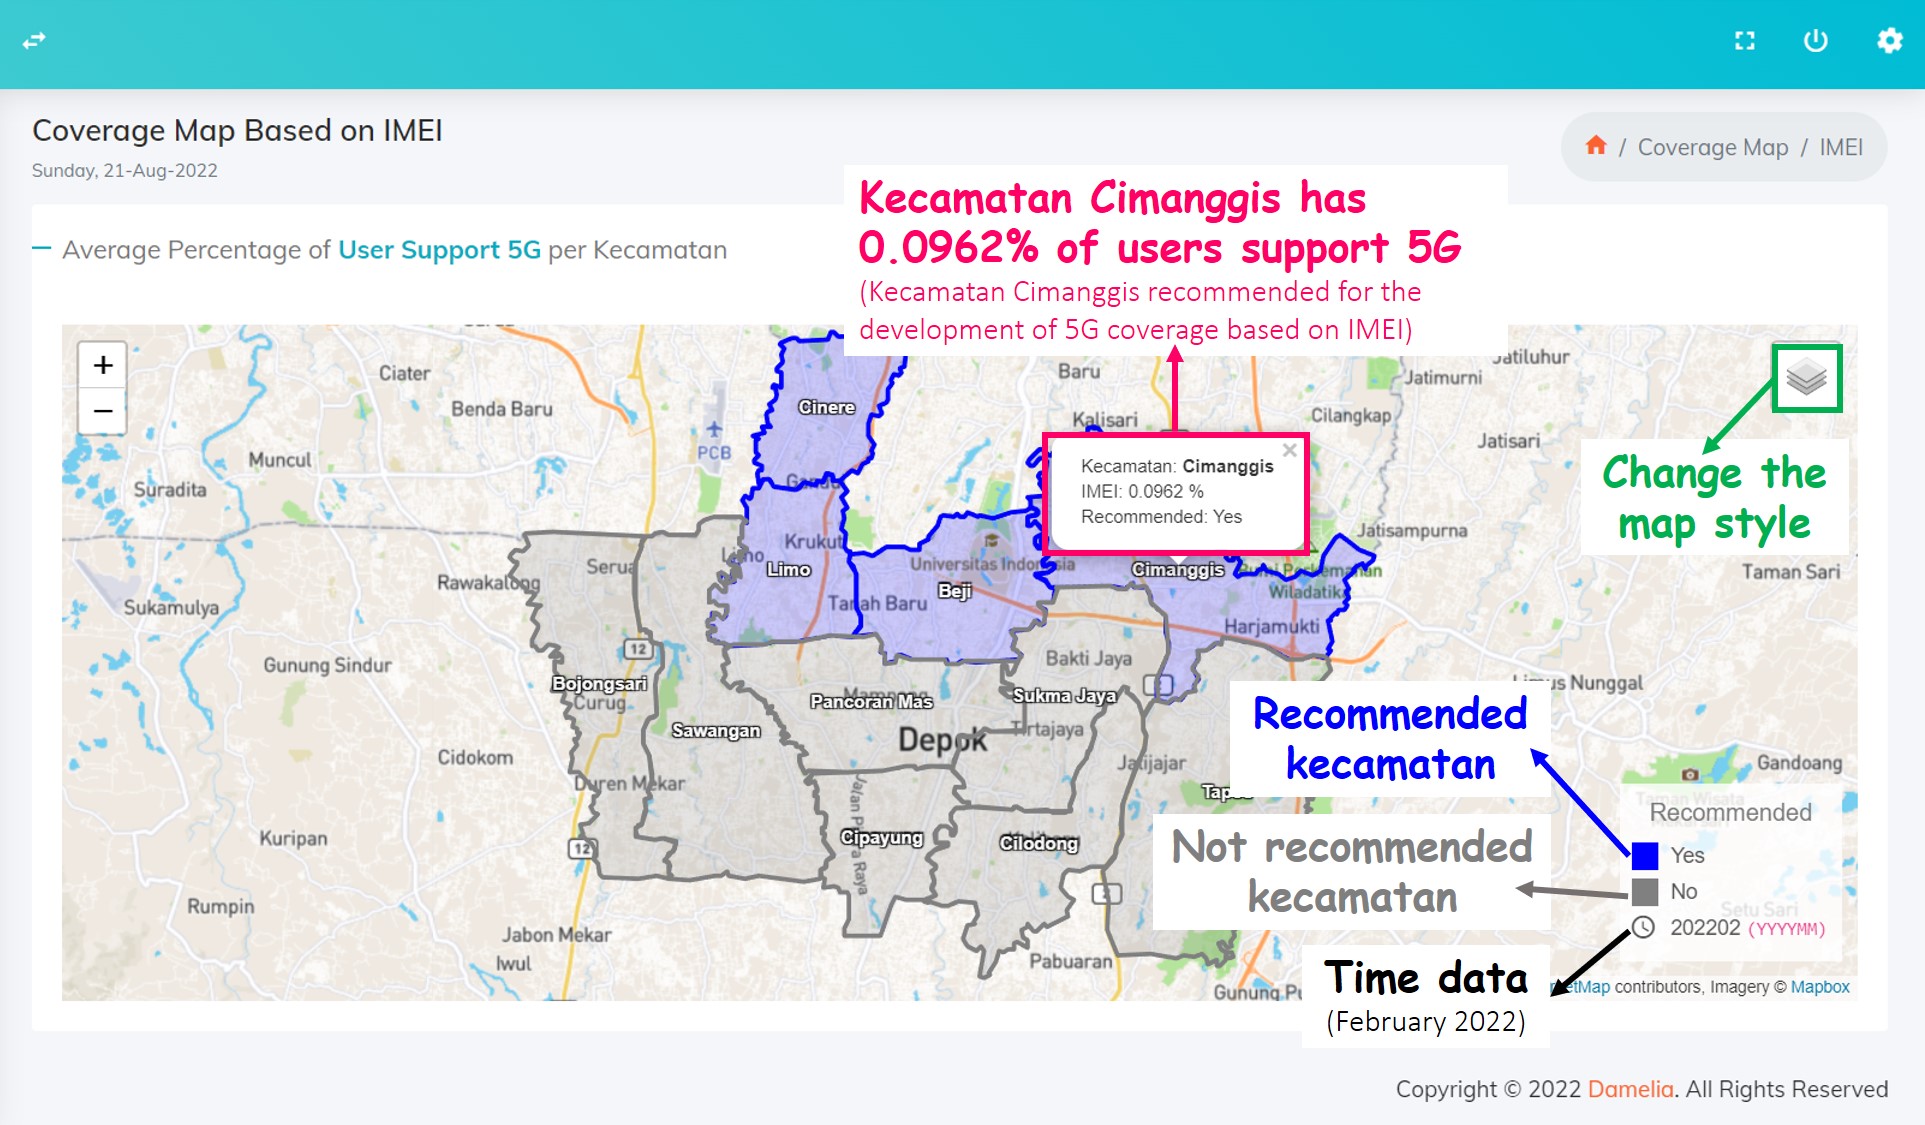 Coverage Map Based on IMEI
Sunday, 21-Aug-2022
/ Coverage Map / IMEI
Average Percentage of User Support 5G per Kecamatan
Kecamatan Cimanggis has
0.0962% of users support 5G
(Kecamatan Cimanggis recommended for the
development of 5G coverage based on IMEI)
+
−
Ciater
Benda Baru
PCB
Muncul
Suradita
Cinere
Baru
Kalisari
Jatiluhur
Jatimurni
Cilangkap
Jatisari
Change the
map style
×
Kecamatan: Cimanggis
IMEI: 0.0962 %
Recommended: Yes
Jatisampurna
Taman Sari
Rawakalong
Serua
Krukut
Limo
Universitas Indonesia
Beji
Tanah Baru
Cimanggis
Wiladatika
Harjamukti
Sukamulya
Gunung Sindur
12
Bojongsari
Curug
Sawangan
Pancoran Mas
Depok
Bakti Jaya
Sukma Jaya
Tirtajaya
Jatijajar
Cidokom
Duren Mekar
Kuripan
12
Rumpin
Jabon Mekar
Iwul
Cipayung
Jalan Raya
Cilodong
2
Pabuaran
Nunggal
Gandoang
Recommended
kecamatan
Not recommended
kecamatan
Time data
(February 2022)
Taman Wisata
Recommended
Yes
No
Setu Sari
202202 (YYYYMM)
contributors, Imagery © Mapbox
Copyright © 2022 Damelia. All Rights Reserved